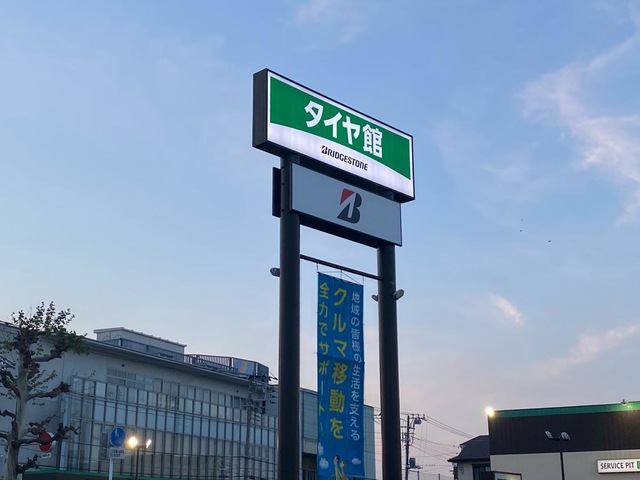 タイヤ館
BRIDGESTONE
B
地域の皆様の生活を支える
クルマ移動を
全力でサポート
SERVICE PIT